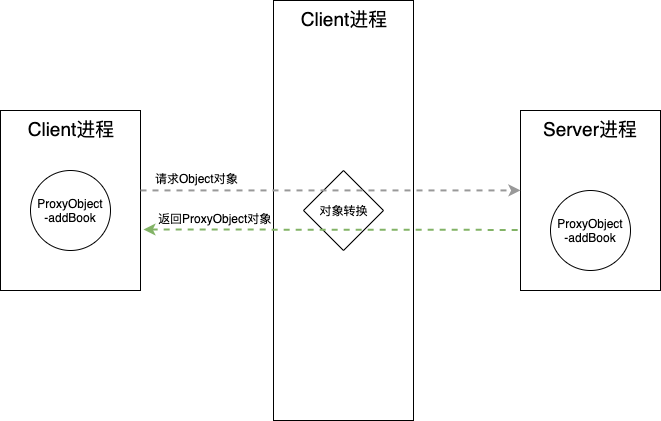 Client进程
Client进程
Server进程
请求Object对象
ProxyObject
-addBook
对象转换
返回ProxyObject对象
ProxyObject
-addBook